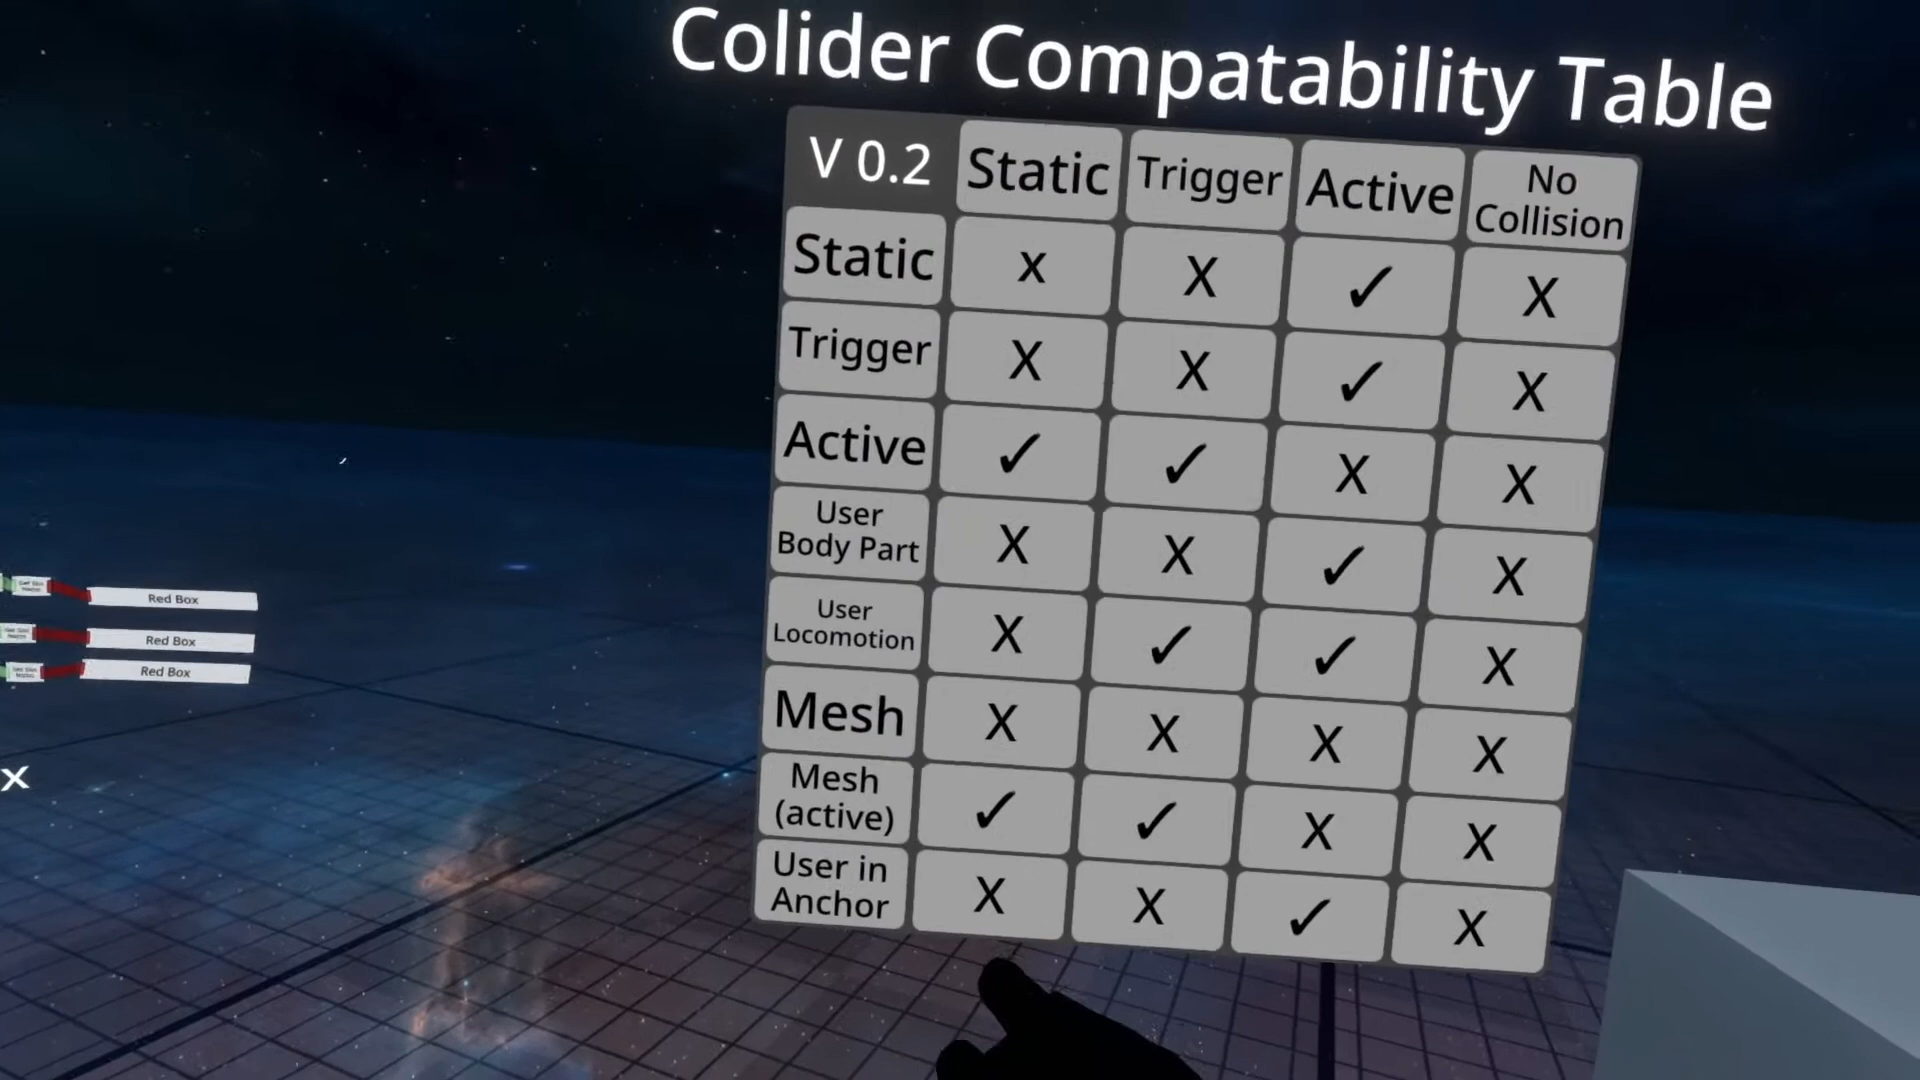 Colider Compatability Table
V 0.2 Static Trigger Active No Collision
Static x X ✓ X
Trigger X X ✓ X
Active ✓ ✓ X X
User Body Part X X ✓ X
User Locomotion X ✓ ✓ X
Mesh X X X X
Mesh (active) ✓ ✓ X X
User in Anchor X X ✓ X
Red Box
Red Box
Red Box
X